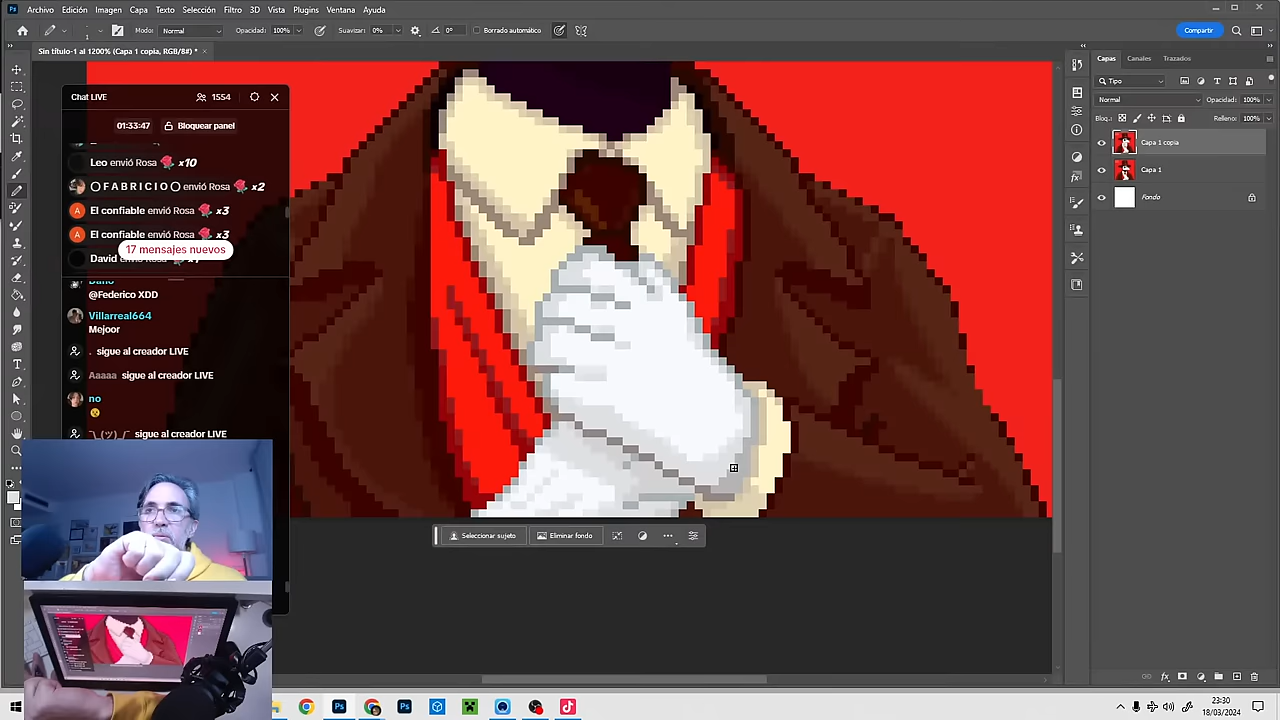 Archivo Edición Imagen Capa Texto Selección Filtro 3D Vista Plugins Ventana Ayuda
Modo: Normal Opacidad: 100% Suavizar: 0% 0° Borrado automático Compartir
Sin título-1 al 1200% (Capa 1 copia, RGB/8#) * ×
Chat LIVE 1554
01:33:47 Bloquear panel
Leo envió Rosa x10
F A B R I C I O envió Rosa x2
El confiable envió Rosa x3
El confiable envió Rosa x3
17 mensajes nuevos
David envió Rosa
@Federico XDD
Villarreal664
Mejoor
. sigue al creador LIVE
Aaaaa sigue al creador LIVE
no
¯\_(ツ)_/¯ sigue al creador LIVE
Seleccionar sujeto Eliminar fondo
Capas Canales Trazados
Normal Opacidad: 100%
Relleno: 100%
Capa 1 copia
Capa 1
Fondo
23:30
18/03/2024